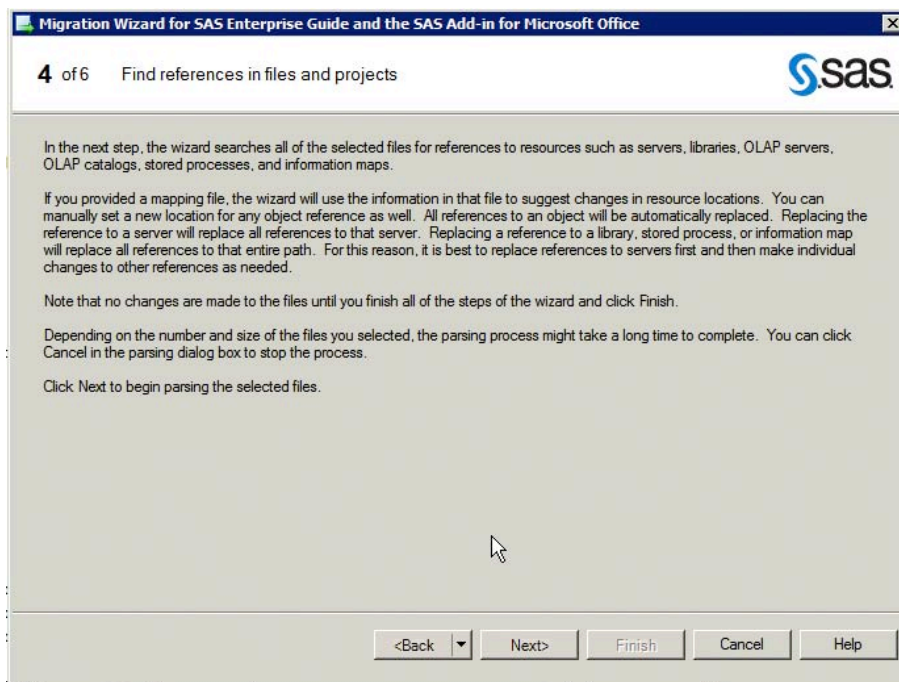 Migration Wizard for SAS Enterprise Guide and the SAS Add-in for Microsoft Office
4 of 6 Find references in files and projects
sas
In the next step, the wizard searches all of the selected files for references to resources such as servers, libraries, OLAP servers,
OLAP catalogs, stored processes, and information maps.
If you provided a mapping file, the wizard will use the information in that file to suggest changes in resource locations. You can
manually set a new location for any object reference as well. All references to an object will be automatically replaced. Replacing the
reference to a server will replace all references to that server. Replacing a reference to a library, stored process, or information map
will replace all references to that entire path. For this reason, it is best to replace references to servers first and then make individual
changes to other references as needed.
Note that no changes are made to the files until you finish all of the steps of the wizard and click Finish.
Depending on the number and size of the files you selected, the parsing process might take a long time to complete. You can click
Cancel in the parsing dialog box to stop the process.
Click Next to begin parsing the selected files.
<Back Next> Finish Cancel Help